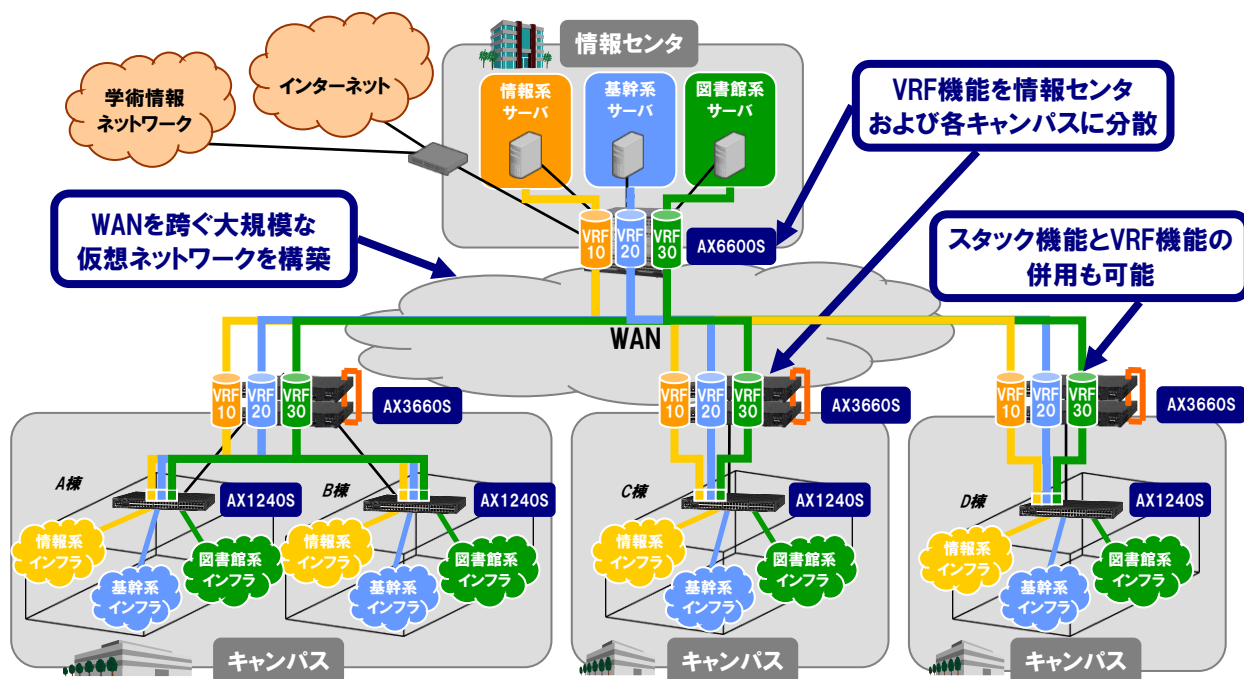 情報センタ
学術情報
ネットワーク
インターネット
情報系
サーバ
基幹系
サーバ
図書館系
サーバ
VRF機能を情報センタ
および各キャンパスに分散
WANを跨ぐ大規模な
仮想ネットワークを構築
VRF
10
VRF
20
VRF
30
AX6600S
スタック機能とVRF機能の
併用も可能
WAN
VRF
10
VRF
20
VRF
30
AX3660S
VRF
10
VRF
20
VRF
30
AX3660S
VRF
10
VRF
20
VRF
30
AX3660S
A棟
AX1240S
B棟
AX1240S
C棟
AX1240S
D棟
AX1240S
情報系
インフラ
基幹系
インフラ
図書館系
インフラ
情報系
インフラ
基幹系
インフラ
図書館系
インフラ
情報系
インフラ
基幹系
インフラ
図書館系
インフラ
情報系
インフラ
基幹系
インフラ
図書館系
インフラ
キャンパス
キャンパス
キャンパス